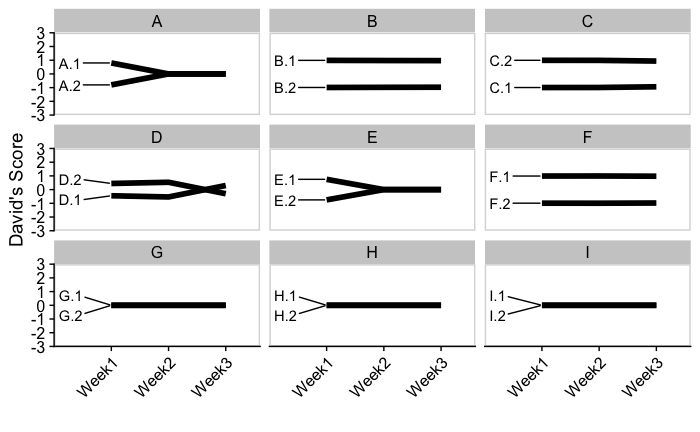 A B C
3
2
1
0
-1
-2
-3
A.1
A.2
B.1
B.2
C.2
C.1
D E F
3
2
1
0
-1
-2
-3
D.2
D.1
E.1
E.2
F.1
F.2
G H I
3
2
1
0
-1
-2
-3
G.1
G.2
H.1
H.2
I.1
I.2
Week1 Week2 Week3 Week1 Week2 Week3 Week1 Week2 Week3
David's Score